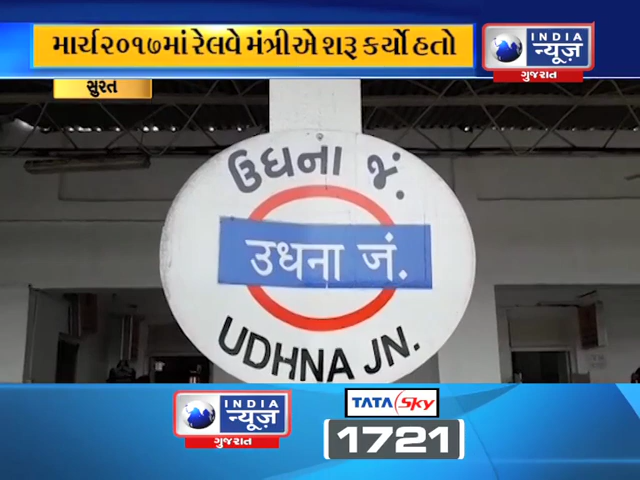 માર્ચ૨૦૧૭માં રેલવે મંત્રીએ શરૂ કર્યો હતો
INDIA
न्यूज़
ગુજરાત
સુરત
ઉધના જં.
उधना जं.
UDHNA JN.
INDIA
न्यूज़
ગુજરાત
TATA Sky
1721